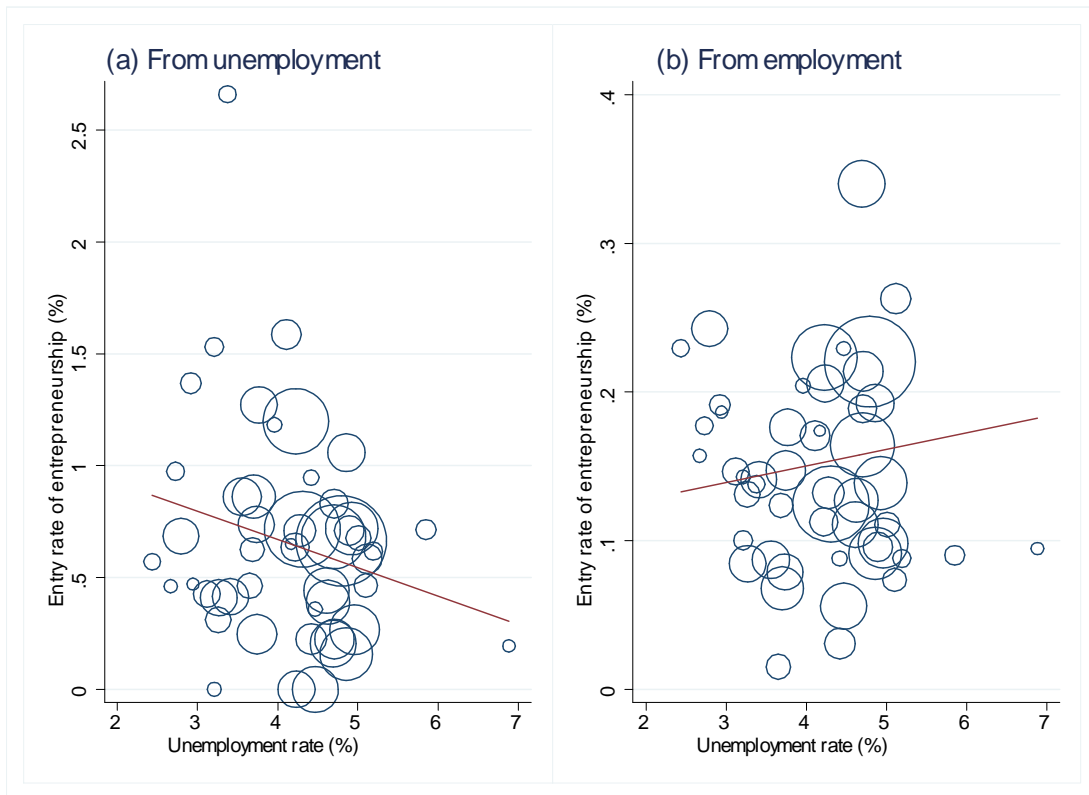 (a) From unemployment
Entry rate of entrepreneurship (%)
2.5
2
1.5
1
.5
0
2 3 4 5 6 7
Unemployment rate (%)
(b) From employment
Entry rate of entrepreneurship (%)
.4
.3
.2
.1
0
2 3 4 5 6 7
Unemployment rate (%)